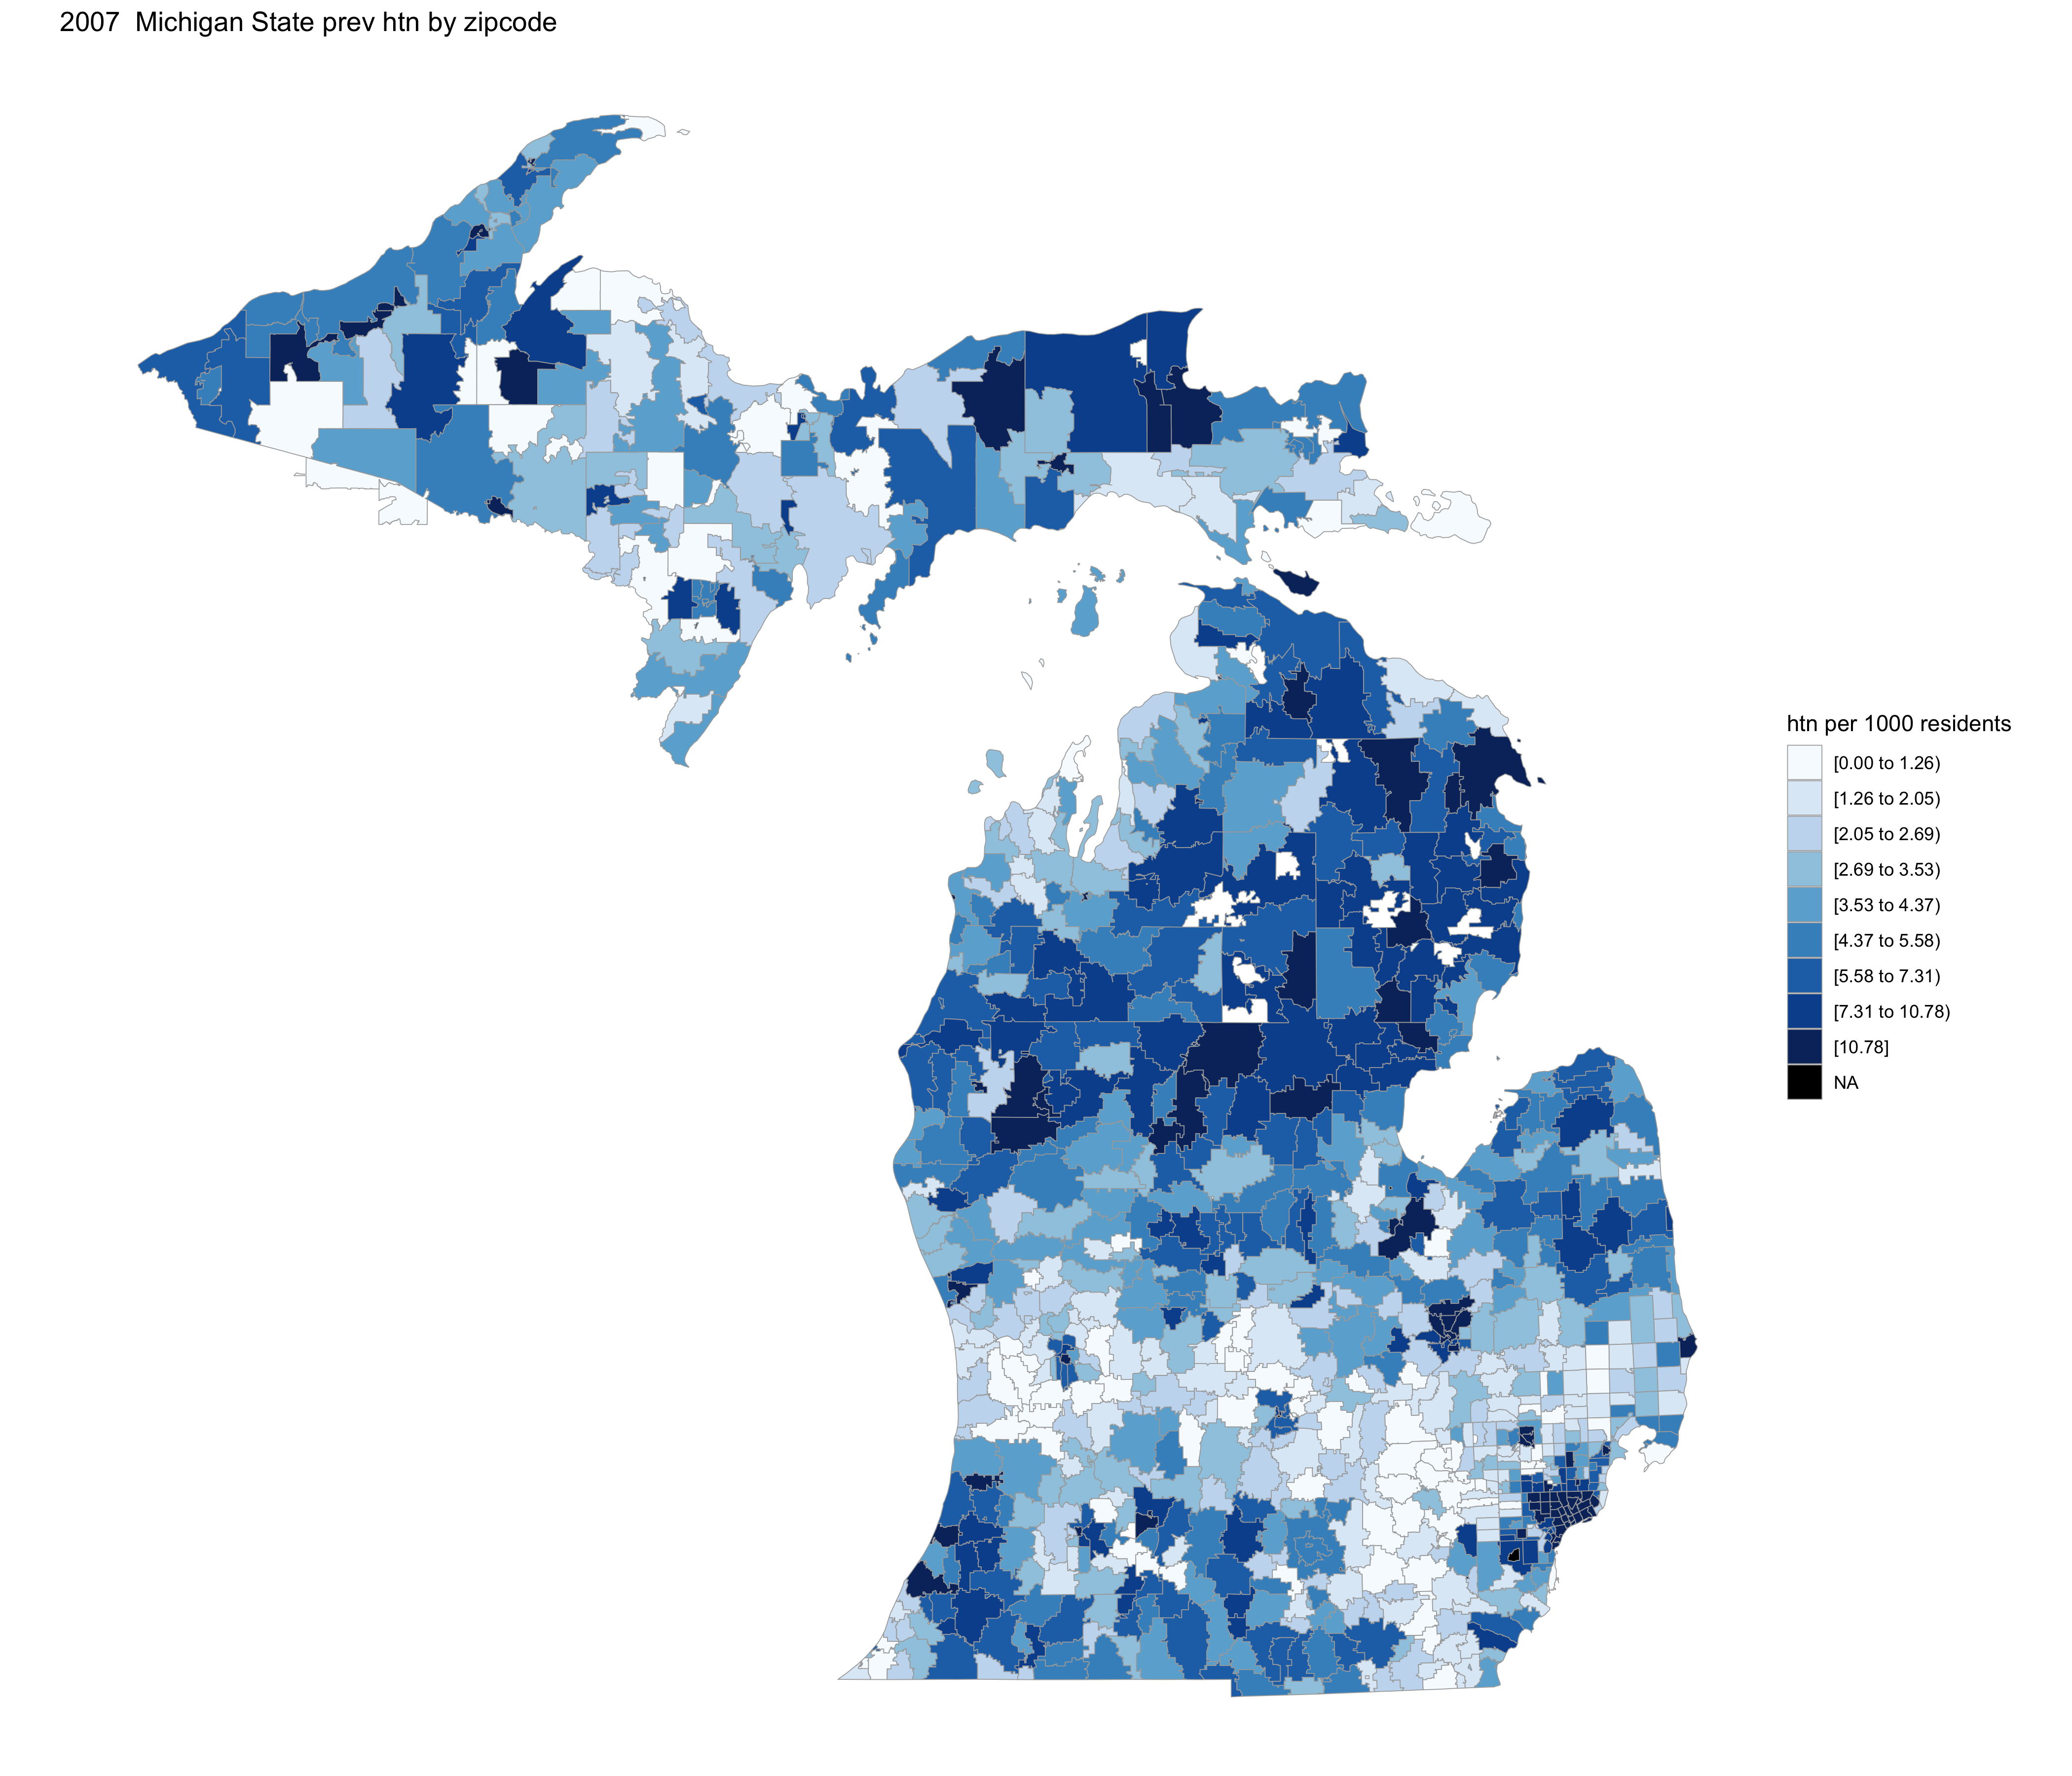 2007  Michigan State prev htn by zipcode
htn per 1000 residents
[0.00 to 1.26)
[1.26 to 2.05)
[2.05 to 2.69)
[2.69 to 3.53)
[3.53 to 4.37)
[4.37 to 5.58)
[5.58 to 7.31)
[7.31 to 10.78)
[10.78]
NA